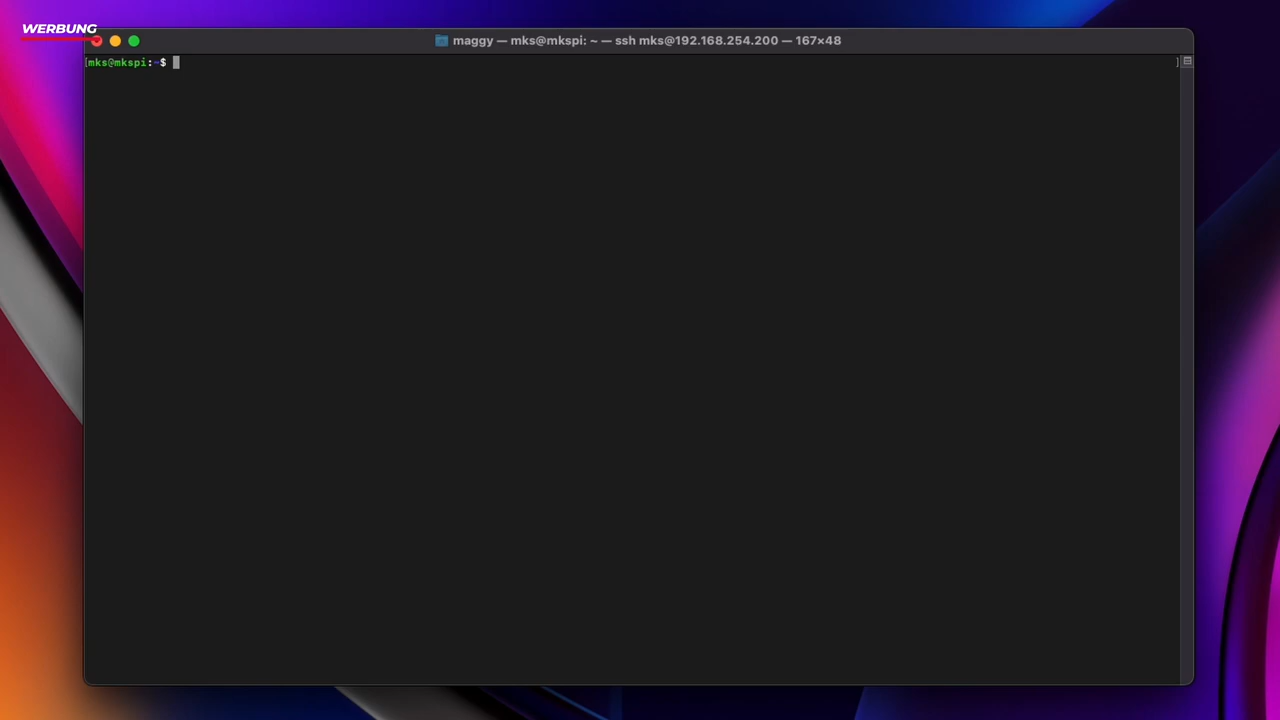 WERBUNG
maggy — mks@mkspi: ~ — ssh mks@192.168.254.200 — 167×48
[mks@mkspi:~$ ]